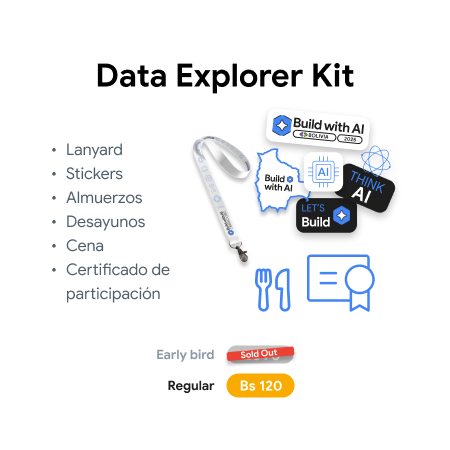 Data Explorer Kit
• Lanyard
• Stickers
• Almuerzos
• Desayunos
• Cena
• Certificado de
participación
Build with AI
BOLIVIA
2025
Build
with AI
AI
THINK
AI
LET'S
Build
Early bird
Sold Out
Regular
Bs 120